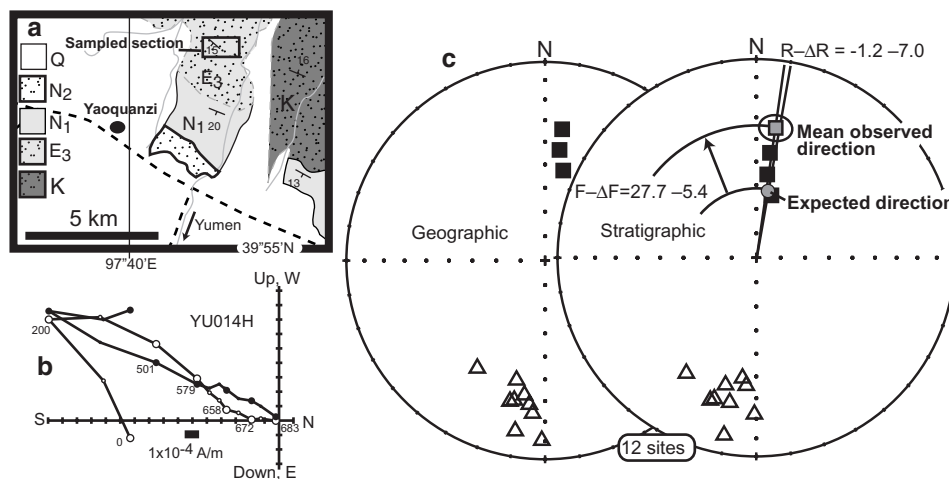 a
Sampled section
15
16
Q
N2
N1
E3
K
E3
K
Yaoquanzi
N1
20
13
5 km
Yumen
39"55'N
97"40'E
b
Up, W
YU014H
200
501
579
658
672
683
S
N
0
1x10-4 A/m
Down, E
c
N
N
R–ΔR = -1.2 –7.0
Mean observed
direction
F–ΔF=27.7 –5.4
Expected direction
Geographic
Stratigraphic
12 sites